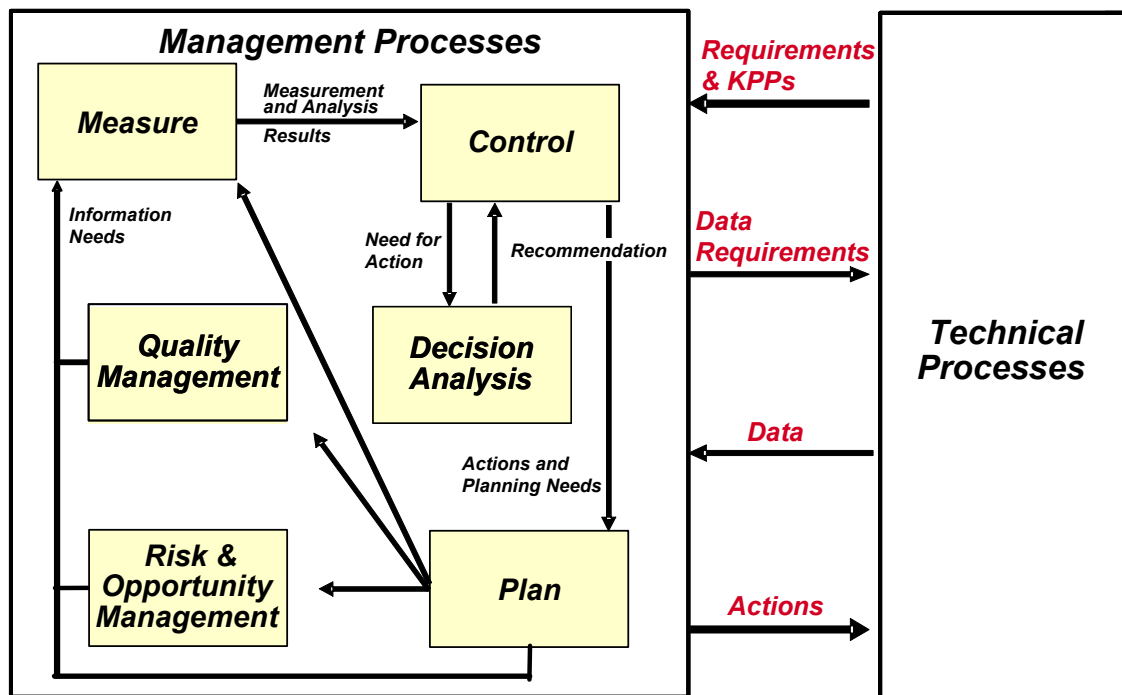 Management Processes
Measure
Measurement
and Analysis
Results
Control
Information
Needs
Need for
Action
Recommendation
Quality
Management
Decision
Analysis
Actions and
Planning Needs
Risk &
Opportunity
Management
Plan
Requirements
& KPPs
Data
Requirements
Data
Actions
Technical
Processes